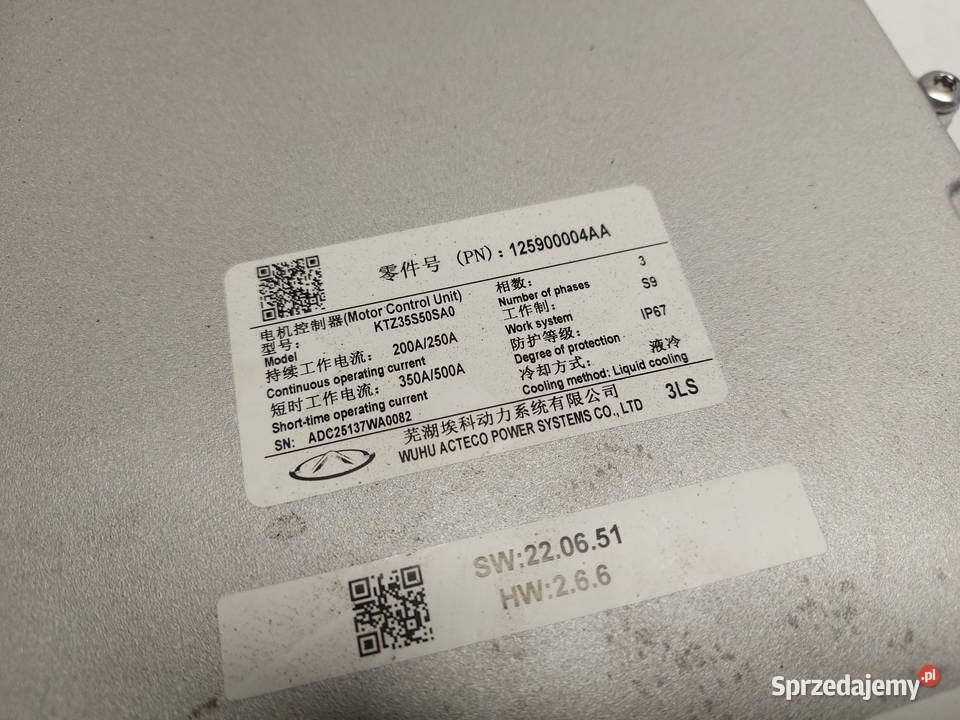 零件号 (PN): 125900004AA
电机控制器(Motor Control Unit)
型号: KTZ35S50SA0
Model
持续工作电流: 200A/250A
Continuous operating current
短时工作电流: 350A/500A
Short-time operating current
SN: ADC25137WA0082
相数: 3
Number of phases
工作制: S9
Work system
防护等级: IP67
Degree of protection
冷却方式: 液冷
Cooling method: Liquid cooling
芜湖埃科动力系统有限公司 3LS
WUHU ACTECO POWER SYSTEMS CO., LTD
SW:22.06.51
HW:2.6.6
Sprzedajemy.pl